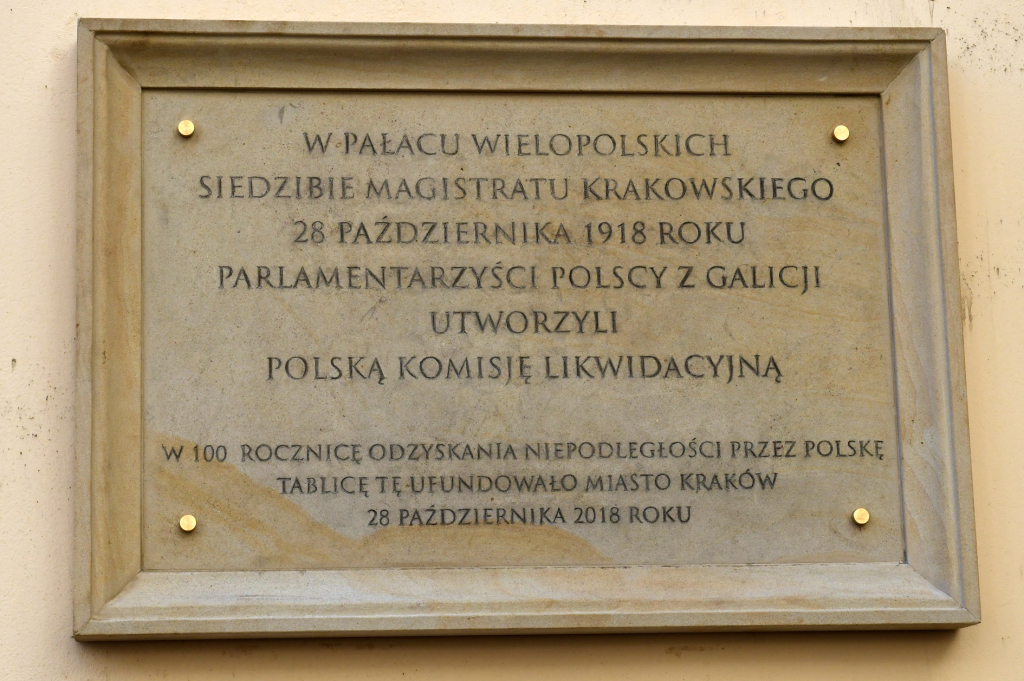 W PAŁACU WIELOPOLSKICH
SIEDZIBIE MAGISTRATU KRAKOWSKIEGO
28 PAŹDZIERNIKA 1918 ROKU
PARLAMENTARZYŚCI POLSCY Z GALICJI
UTWORZYLI
POLSKĄ KOMISJĘ LIKWIDACYJNĄ
W 100 ROCZNICĘ ODZYSKANIA NIEPODLEGŁOŚCI PRZEZ POLSKĘ
TABLICĘ TĘ UFUNDOWAŁO MIASTO KRAKÓW
28 PAŹDZIERNIKA 2018 ROKU